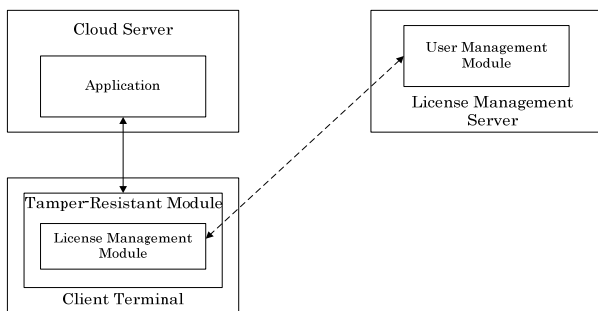 Cloud Server
Application
User Management
Module
License Management
Server
Tamper-Resistant Module
License Management
Module
Client Terminal